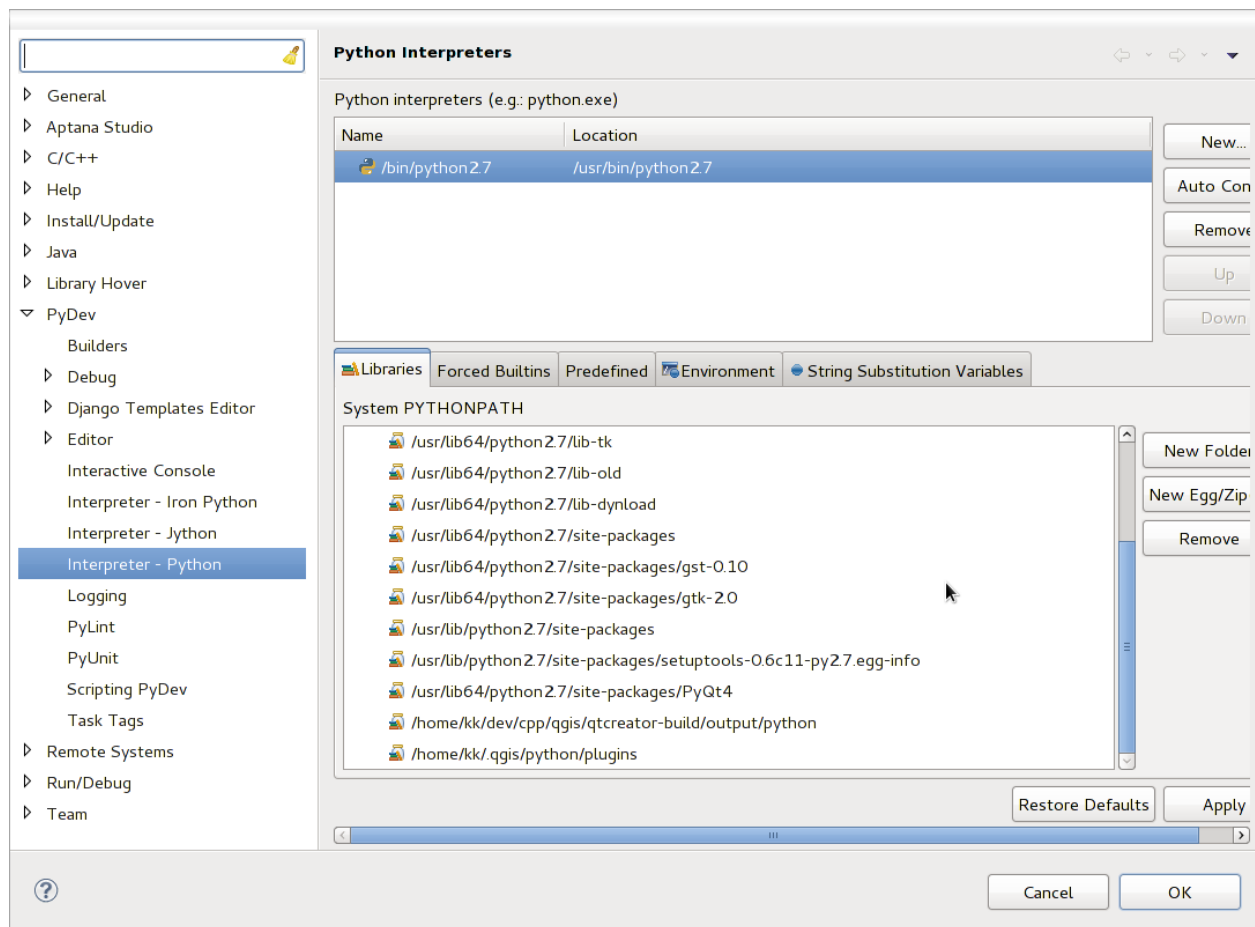 Python Interpreters
General
Aptana Studio
C/C++
Help
Install/Update
Java
Library Hover
PyDev
Builders
Debug
Django Templates Editor
Editor
Interactive Console
Interpreter - Iron Python
Interpreter - Jython
Interpreter - Python
Logging
PyLint
PyUnit
Scripting PyDev
Task Tags
Remote Systems
Run/Debug
Team
Python interpreters (e.g.: python.exe)
Name Location
/bin/python2.7 /usr/bin/python2.7
New...
Auto Con
Remove
Up
Down
Libraries Forced Builtins Predefined Environment String Substitution Variables
System PYTHONPATH
/usr/lib64/python2.7/lib-tk
/usr/lib64/python2.7/lib-old
/usr/lib64/python2.7/lib-dynload
/usr/lib64/python2.7/site-packages
/usr/lib64/python2.7/site-packages/gst-0.10
/usr/lib64/python2.7/site-packages/gtk-2.0
/usr/lib/python2.7/site-packages
/usr/lib/python2.7/site-packages/setuptools-0.6c11-py2.7.egg-info
/usr/lib64/python2.7/site-packages/PyQt4
/home/kk/dev/cpp/qgis/qtcreator-build/output/python
/home/kk/.qgis/python/plugins
New Folder
New Egg/Zip
Remove
Restore Defaults Apply
Cancel OK